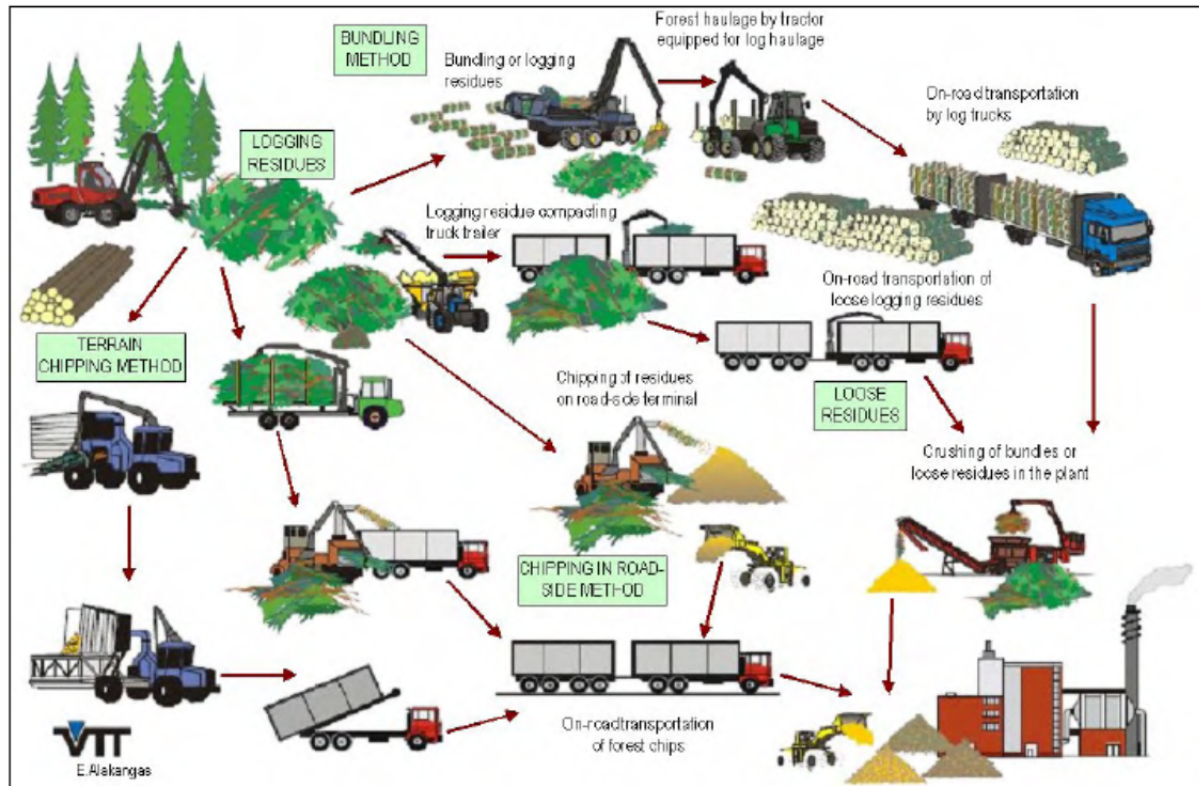 BUNDLING
METHOD
Forest haulage by tractor
equipped for log haulage
Bundling or logging
residues
On-road transportation
by log trucks
LOGGING
RESIDUES
Logging residue compacting
truck trailer
On-road transportation of
loose logging residues
TERRAIN
CHIPPING METHOD
Chipping of residues
on road-side terminal
LOOSE
RESIDUES
Crushing of bundles or
loose residues in the plant
CHIPPING IN ROAD-
SIDE METHOD
On-road transportation
of forest chips
VTT
E.Alakangas